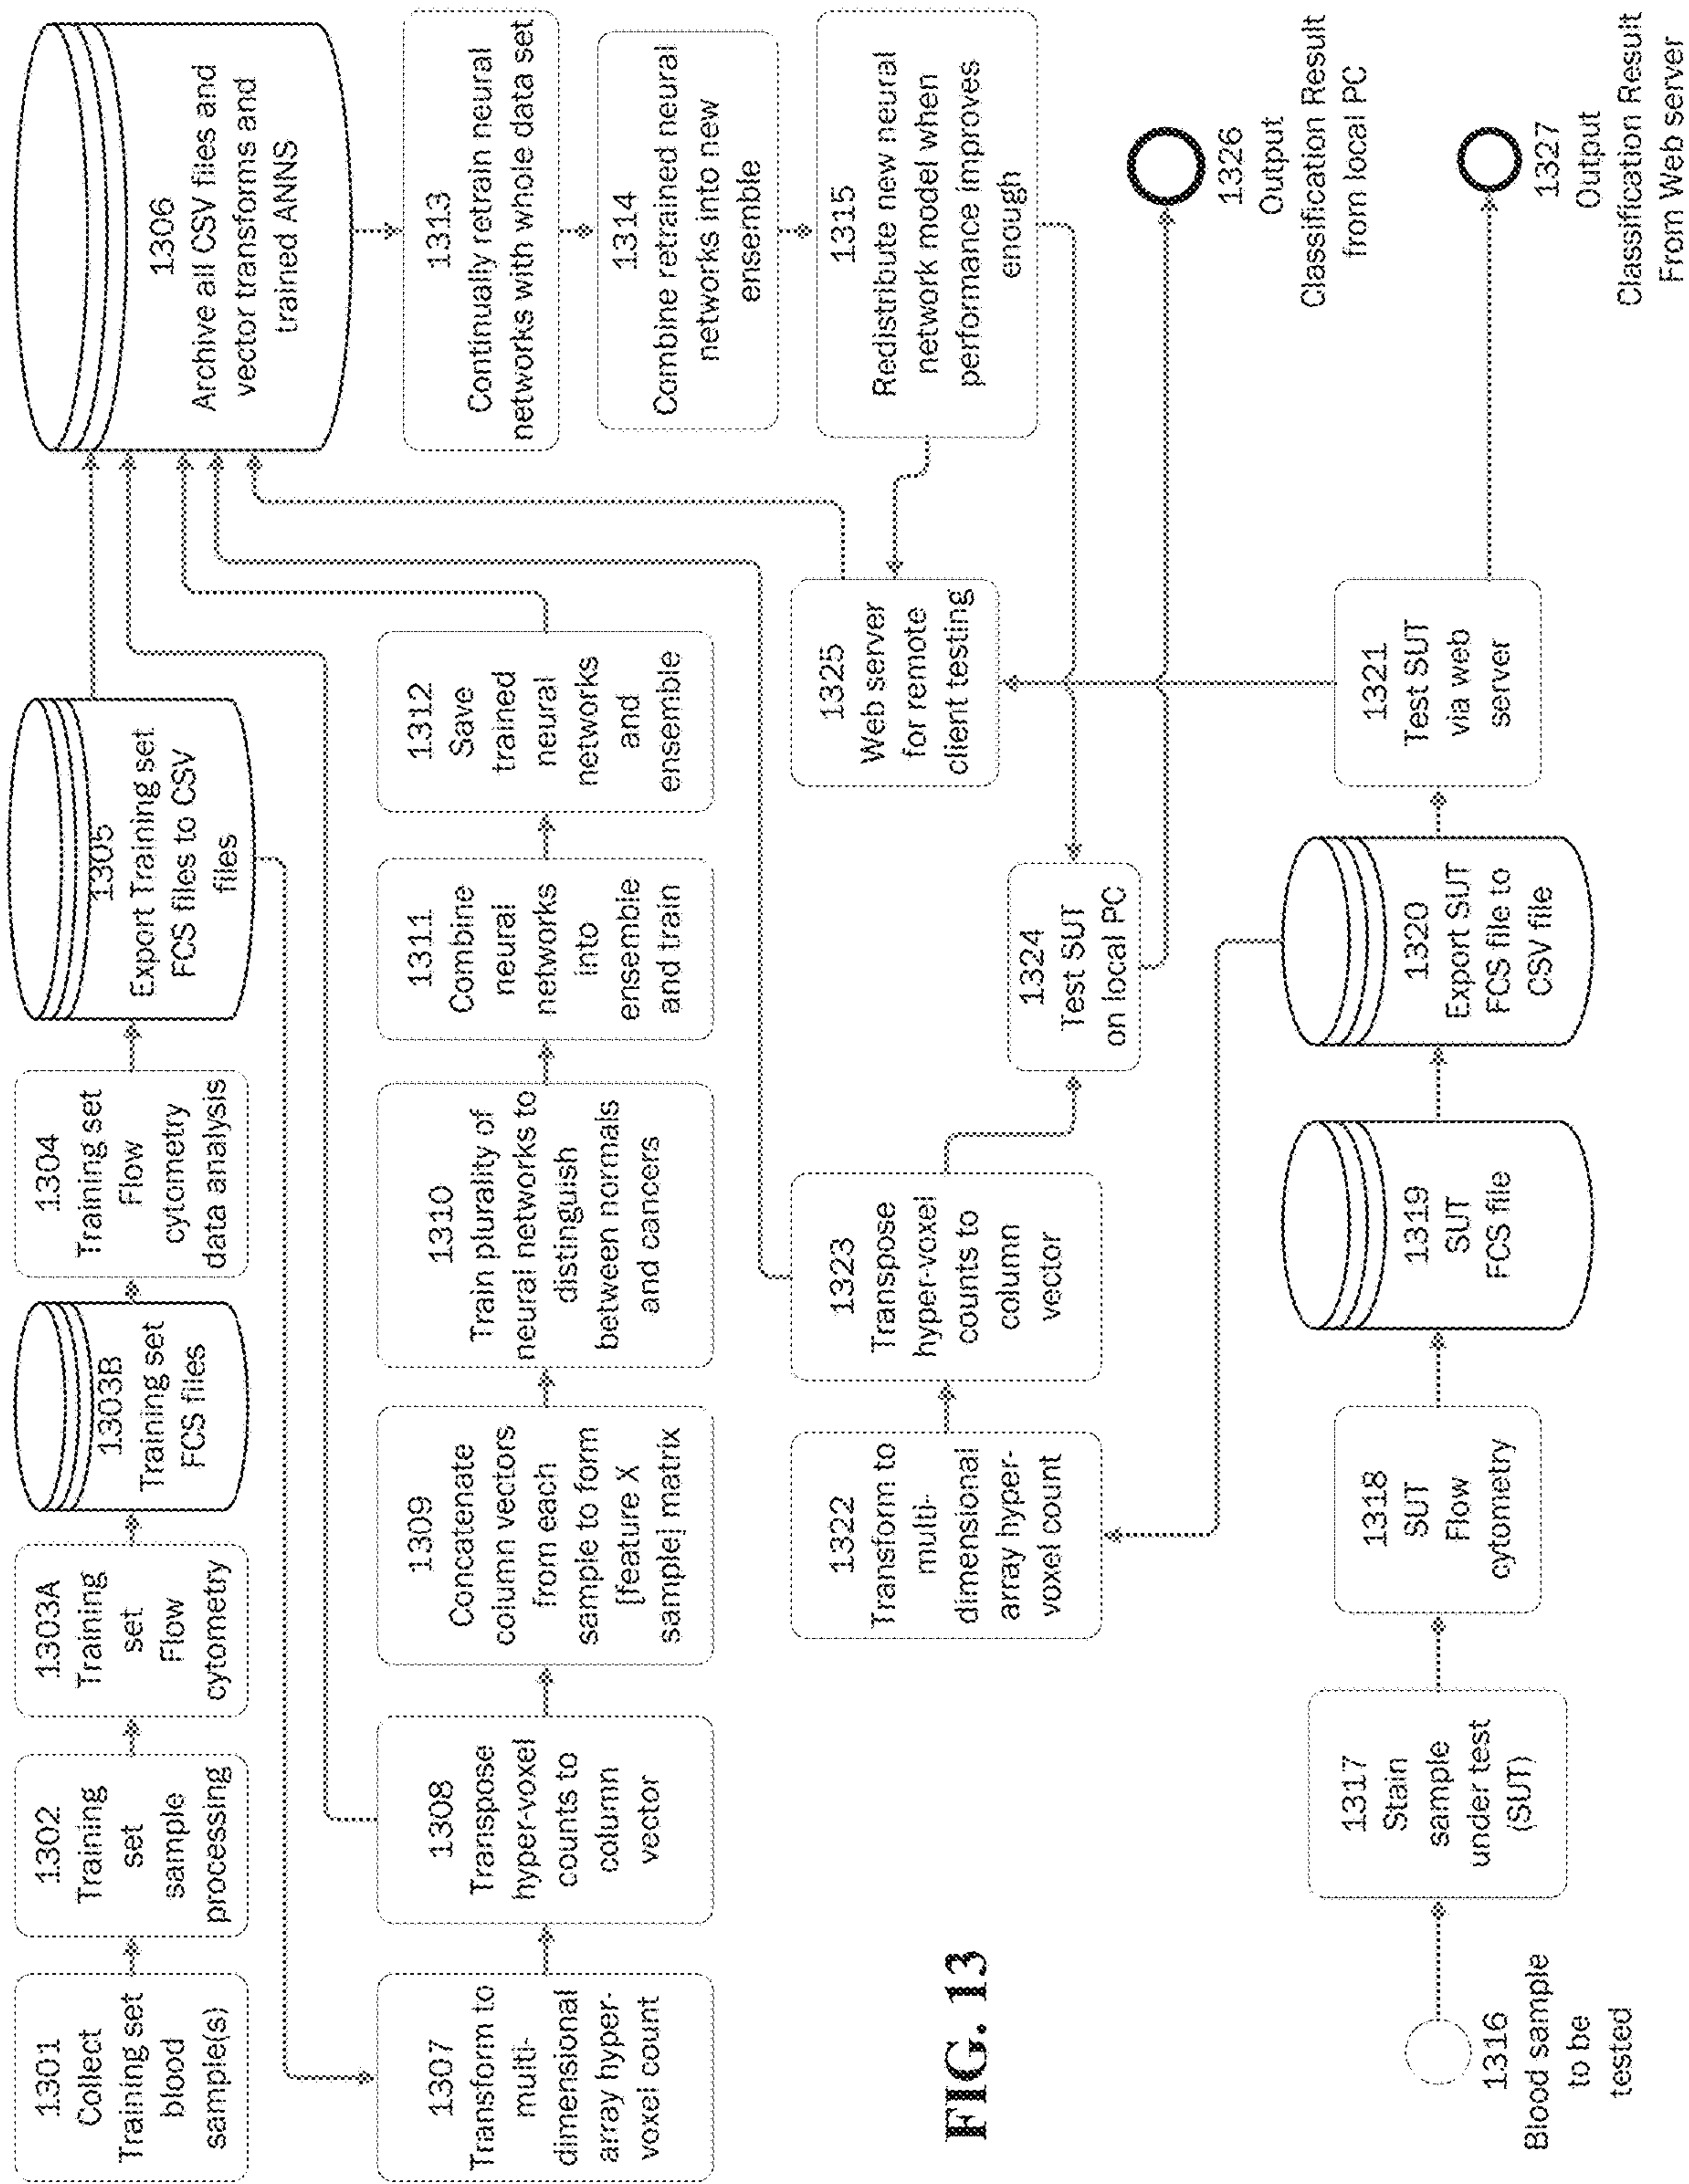 1301
Collect
Training set
blood
sample(s)
1302
Training
set
sample
processing
1303A
Training
set
Flow
cytometry
1303B
Training set
FCS files
1304
Training set
Flow
cytometry
data analysis
1305
Export Training set
FCS files to CSV
files
1306
Archive all CSV files and
vector transforms and
trained ANNS
1307
Transform to
multi-
dimensional
array hyper-
voxel count
1308
Transpose
hyper-voxel
counts to
column
vector
1309
Concatenate
column vectors
from each
sample to form
[feature X
sample] matrix
1310
Train plurality of
neural networks to
distinguish
between normals
and cancers
1311
Combine
neural
networks
into
ensemble
and train
1312
Save
trained
neural
networks
and
ensemble
1313
Continually retrain neural
networks with whole data set
1314
Combine retrained neural
networks into new
ensemble
1315
Redistribute new neural
network model when
performance improves
enough
1322
Transform to
multi-
dimensional
array hyper-
voxel count
1323
Transpose
hyper-voxel
counts to
column
vector
1324
Test SUT
on local PC
1325
Web server
for remote
client testing
1326
Output
Classification Result
from local PC
1316
Blood sample
to be
tested
1317
Stain
sample
under test
(SUT)
1318
SUT
Flow
cytometry
1319
SUT
FCS file
1320
Export SUT
FCS file to
CSV file
1321
Test SUT
via web
server
1327
Output
Classification Result
From Web server
FIG. 13